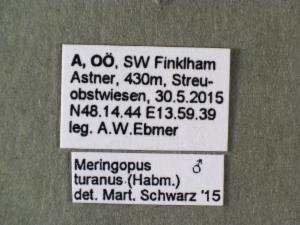 A, OÖ, SW Finklham
Astner, 430m, Streu-
obstwiesen, 30.5.2015
N48.14.44 E13.59.39
leg. A.W.Ebmer
Meringopus ♂
turanus (Habm.)
det. Mart. Schwarz '15